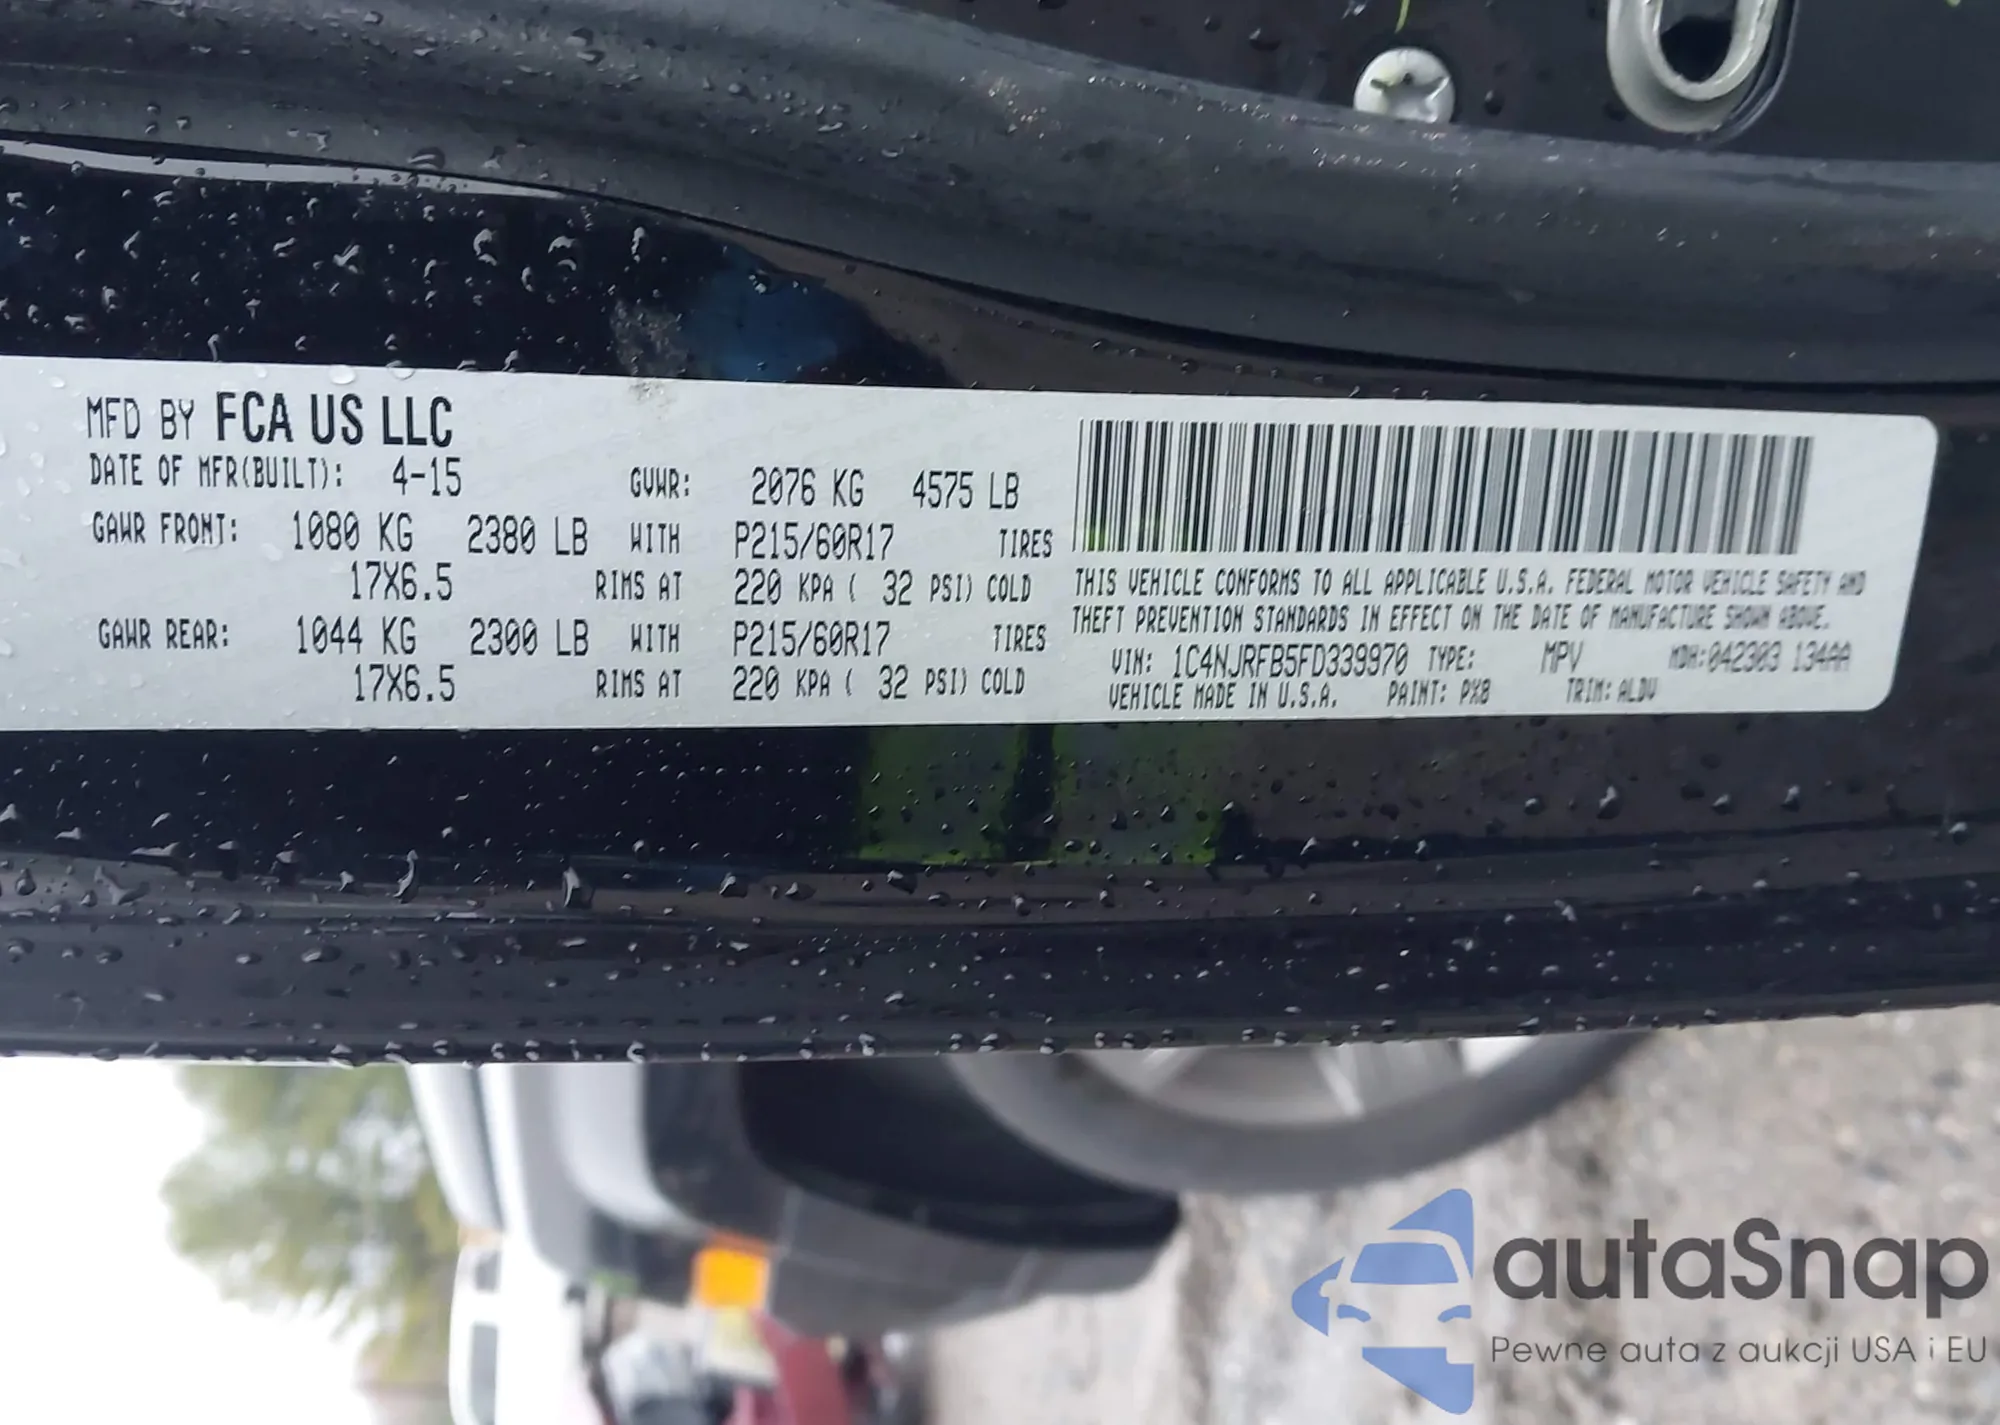 MFD BY FCA US LLC
DATE OF MFR(BUILT): 4-15 GVWR: 2076 KG 4575 LB
GAWR FRONT: 1080 KG 2380 LB WITH P215/60R17 TIRES
17X6.5 RIMS AT 220 KPA ( 32 PSI) COLD
GAWR REAR: 1044 KG 2300 LB WITH P215/60R17 TIRES
17X6.5 RIMS AT 220 KPA ( 32 PSI) COLD
THIS VEHICLE CONFORMS TO ALL APPLICABLE U.S.A. FEDERAL MOTOR VEHICLE SAFETY AND
THEFT PREVENTION STANDARDS IN EFFECT ON THE DATE OF MANUFACTURE SHOWN ABOVE.
VIN: 1C4NJRFB5FD339970 TYPE: MPV MDH: 042303 134AA
VEHICLE MADE IN U.S.A. PAINT: PX8 TRIM: ALDV
autaSnap
Pewne auta z aukcji USA i EU